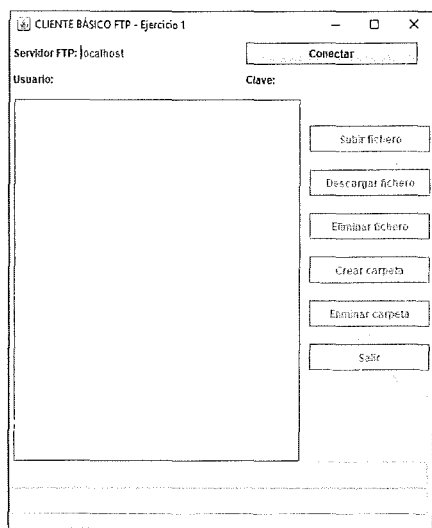 CLIENTE BÁSICO FTP - Ejercicio 1
Servidor FTP: localhost
Conectar
Usuario:
Clave:
Subir fichero
Descargar fichero
Eliminar fichero
Crear carpeta
Eliminar carpeta
Salir